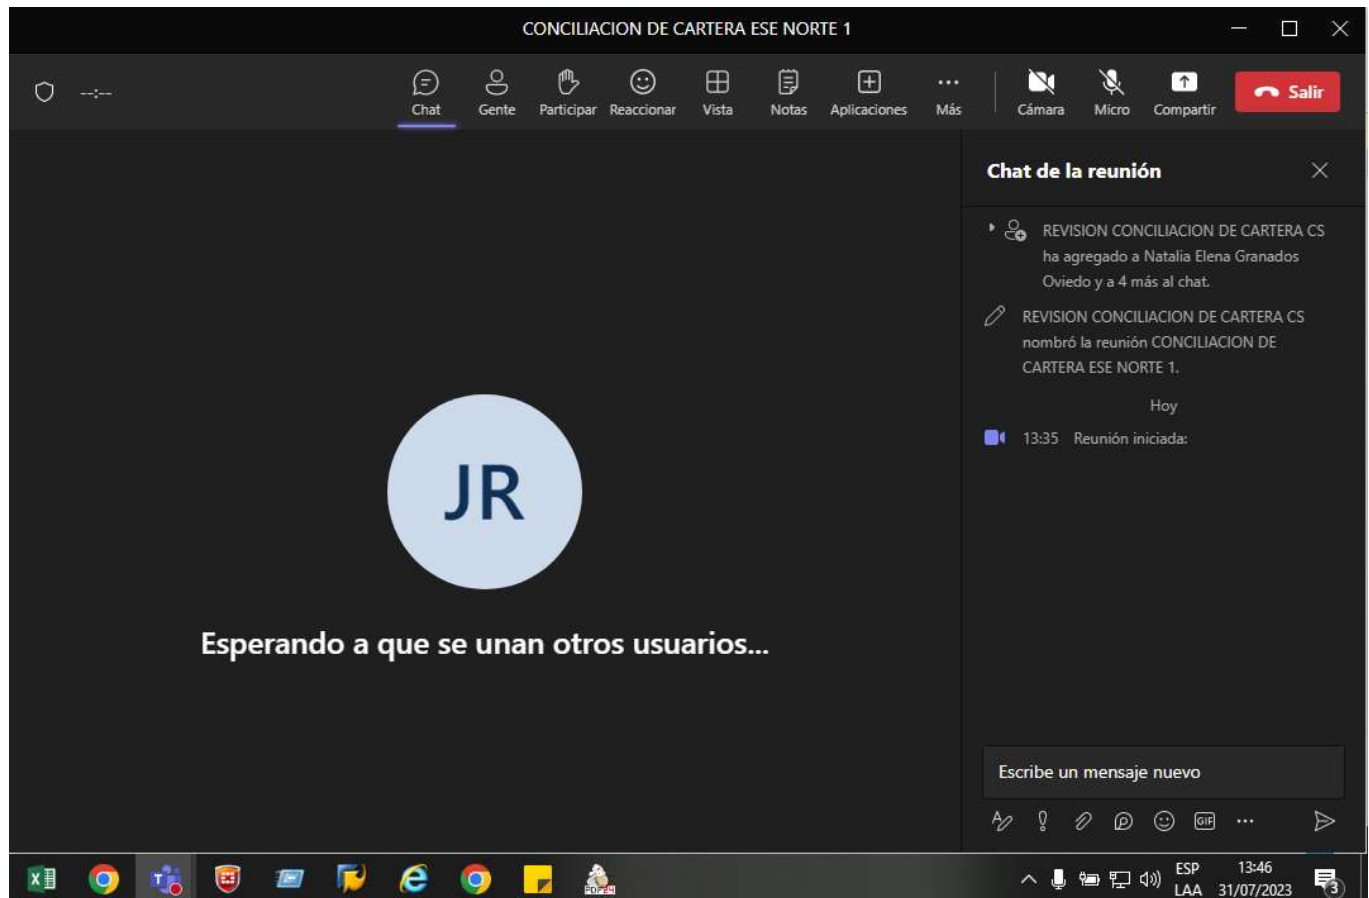 CONCILIACION DE CARTERA ESE NORTE 1
--:--
Chat
Gente
Participar
Reaccionar
Vista
Notas
Aplicaciones
Más
Cámara
Micro
Compartir
Salir
JR
Esperando a que se unan otros usuarios...
Chat de la reunión
REVISION CONCILIACION DE CARTERA CS
ha agregado a Natalia Elena Granados
Oviedo y a 4 más al chat.
REVISION CONCILIACION DE CARTERA CS
nombró la reunión CONCILIACION DE
CARTERA ESE NORTE 1.
Hoy
13:35 Reunión iniciada:
Escribe un mensaje nuevo
GIF
PDF24
ESP
LAA
13:46
31/07/2023
3